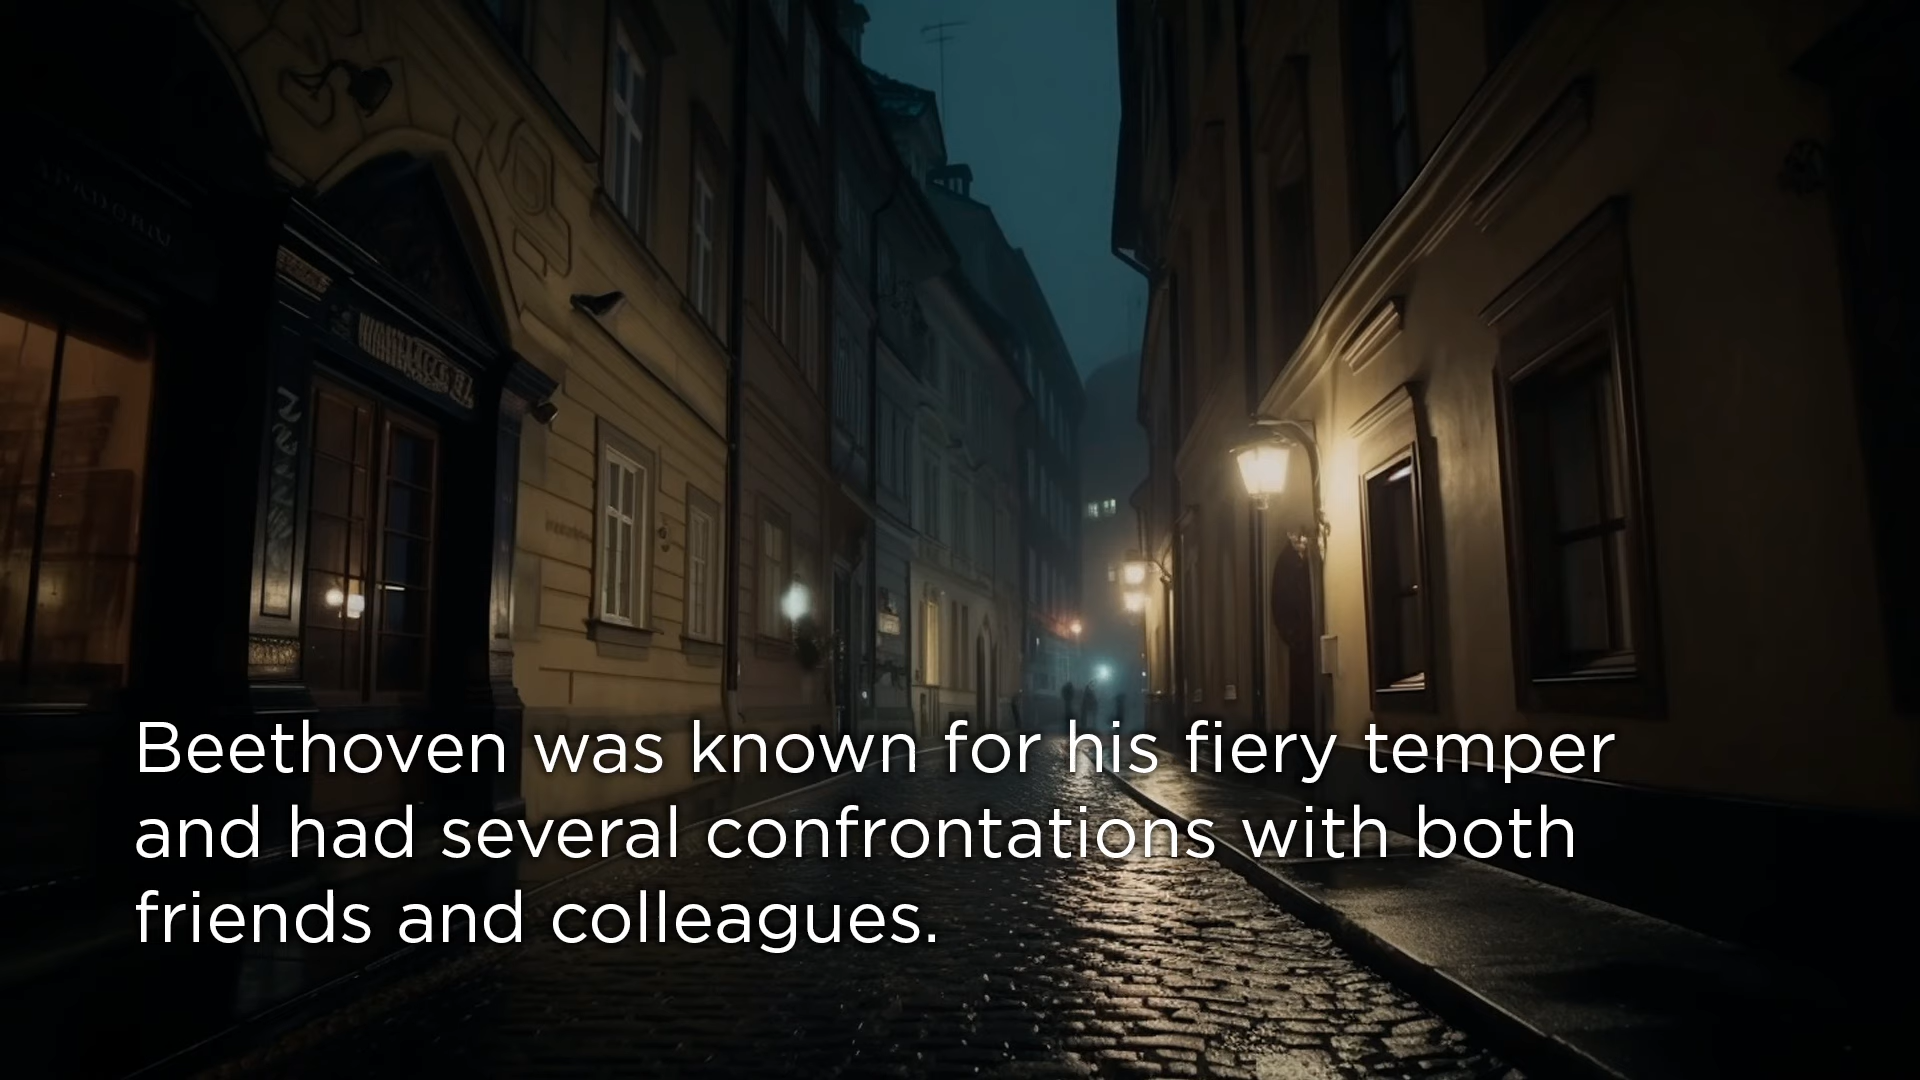 Beethoven was known for his fiery temper
and had several confrontations with both
friends and colleagues.